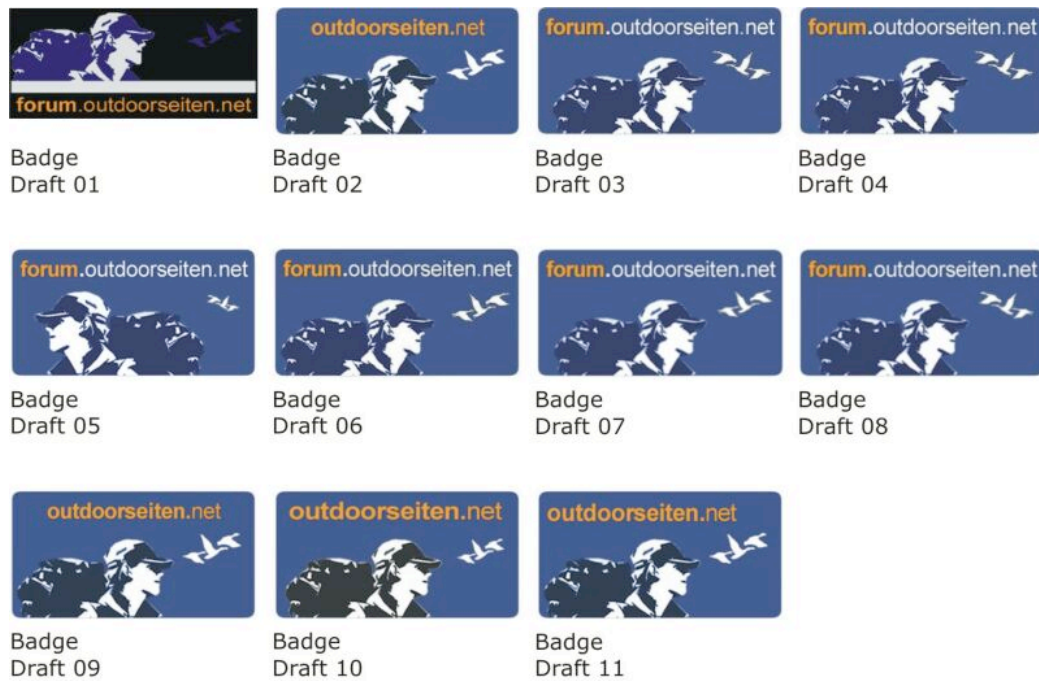 forum.outdoorseiten.net
Badge
Draft 01
outdoorseiten.net
Badge
Draft 02
forum.outdoorseiten.net
Badge
Draft 03
forum.outdoorseiten.net
Badge
Draft 04
forum.outdoorseiten.net
Badge
Draft 05
forum.outdoorseiten.net
Badge
Draft 06
forum.outdoorseiten.net
Badge
Draft 07
forum.outdoorseiten.net
Badge
Draft 08
outdoorseiten.net
Badge
Draft 09
outdoorseiten.net
Badge
Draft 10
outdoorseiten.net
Badge
Draft 11